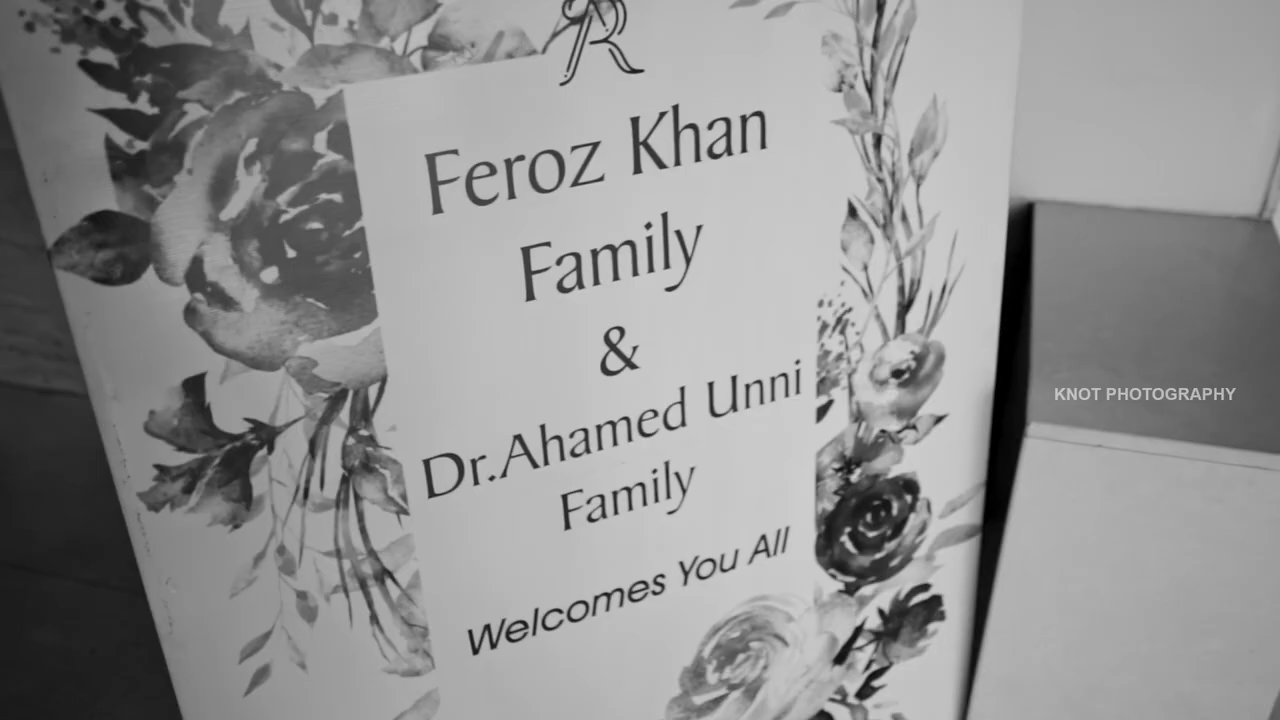 R
Feroz Khan
Family
&
Dr.Ahamed Unni
Family
Welcomes You All
KNOT PHOTOGRAPHY